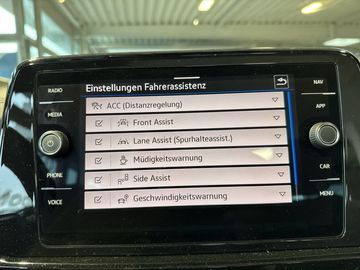 RADIO
MEDIA
PHONE
VOICE
Einstellungen Fahrerassistenz
ACC (Distanzregelung)
Front Assist
Lane Assist (Spurhalteassist.)
Müdigkeitswarnung
Side Assist
Geschwindigkeitswarnung
NAV
APP
CAR
MENU